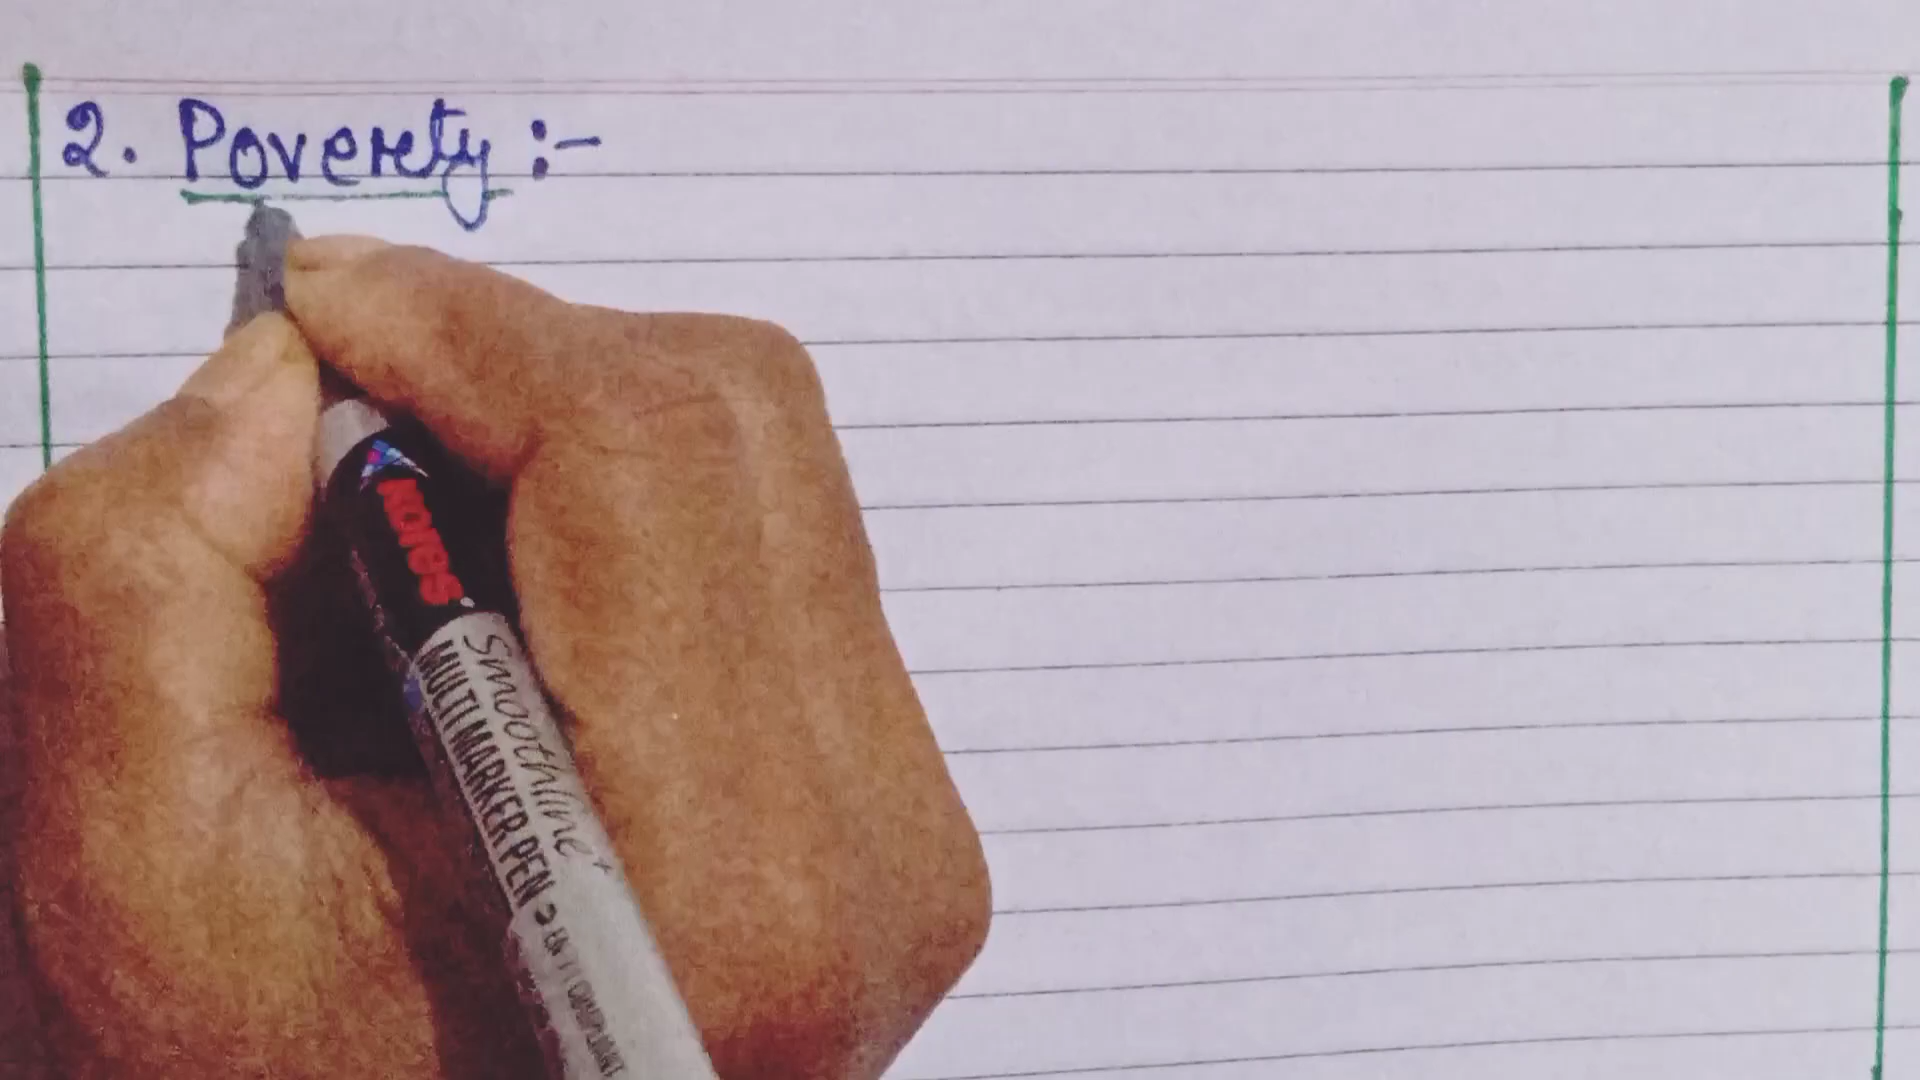 2. Poverety :-
kores
Smoothline+
MULTI MARKER PEN